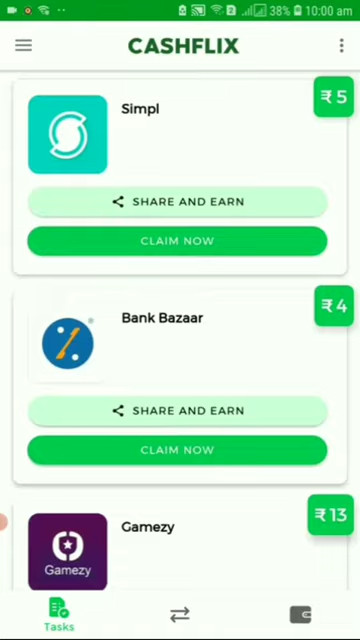 38% 10:00 am
CASHFLIX
₹ 5
Simpl
SHARE AND EARN
CLAIM NOW
₹ 4
Bank Bazaar
SHARE AND EARN
CLAIM NOW
₹ 13
Gamezy
Gamezy
Tasks